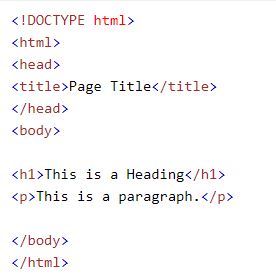 <!DOCTYPE html>
<html>
<head>
<title>Page Title</title>
</head>
<body>
<h1>This is a Heading</h1>
<p>This is a paragraph.</p>
</body>
</html>